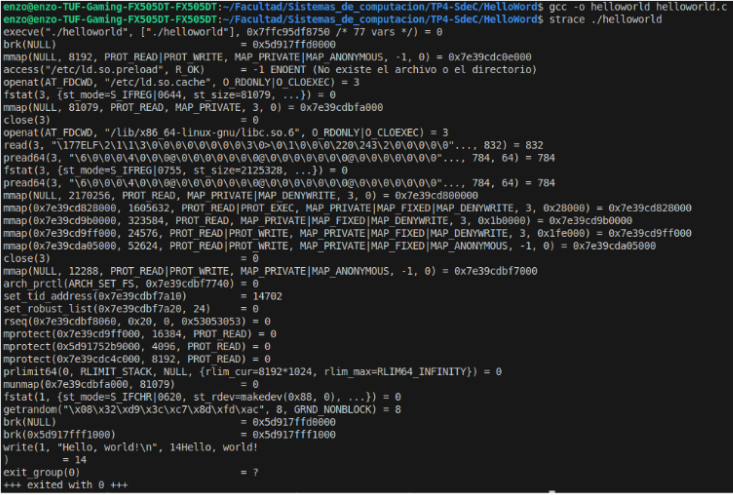 enzo@enzo-TUF-Gaming-FX505DT-FX505DT:~/Facultad/Sistemas_de_computacion/TP4-SdeC/HelloWord$ gcc -o helloworld helloworld.c
enzo@enzo-TUF-Gaming-FX505DT-FX505DT:~/Facultad/Sistemas_de_computacion/TP4-SdeC/HelloWord$ strace ./helloworld
execve("./helloworld", ["./helloworld"], 0x7ffc95df8750 /* 77 vars */) = 0
brk(NULL) = 0x5d917ffd0000
mmap(NULL, 8192, PROT_READ|PROT_WRITE, MAP_PRIVATE|MAP_ANONYMOUS, -1, 0) = 0x7e39cdc0e000
access("/etc/ld.so.preload", R_OK) = -1 ENOENT (No existe el archivo o el directorio)
openat(AT_FDCWD, "/etc/ld.so.cache", O_RDONLY|O_CLOEXEC) = 3
fstat(3, {st_mode=S_IFREG|0644, st_size=81079, ...}) = 0
mmap(NULL, 81079, PROT_READ, MAP_PRIVATE, 3, 0) = 0x7e39cdbfa000
close(3) = 0
openat(AT_FDCWD, "/lib/x86_64-linux-gnu/libc.so.6", O_RDONLY|O_CLOEXEC) = 3
read(3, "\177ELF\2\1\1\3\0\0\0\0\0\0\0\0\3\0>\0\1\0\0\0\220\243\2\0\0\0\0\0"..., 832) = 832
pread64(3, "\6\0\0\0\4\0\0\0@\0\0\0\0\0\0\0@\0\0\0\0\0\0\0@\0\0\0\0\0\0\0"..., 784, 64) = 784
fstat(3, {st_mode=S_IFREG|0755, st_size=2125328, ...}) = 0
pread64(3, "\6\0\0\0\4\0\0\0@\0\0\0\0\0\0\0@\0\0\0\0\0\0\0@\0\0\0\0\0\0\0"..., 784, 64) = 784
mmap(NULL, 2170256, PROT_READ, MAP_PRIVATE|MAP_DENYWRITE, 3, 0) = 0x7e39cd800000
mmap(0x7e39cd828000, 1605632, PROT_READ|PROT_EXEC, MAP_PRIVATE|MAP_FIXED|MAP_DENYWRITE, 3, 0x28000) = 0x7e39cd828000
mmap(0x7e39cd9b0000, 323584, PROT_READ, MAP_PRIVATE|MAP_FIXED|MAP_DENYWRITE, 3, 0x1b0000) = 0x7e39cd9b0000
mmap(0x7e39cd9ff000, 24576, PROT_READ|PROT_WRITE, MAP_PRIVATE|MAP_FIXED|MAP_DENYWRITE, 3, 0x1fe000) = 0x7e39cd9ff000
mmap(0x7e39cda05000, 52624, PROT_READ|PROT_WRITE, MAP_PRIVATE|MAP_FIXED|MAP_ANONYMOUS, -1, 0) = 0x7e39cda05000
close(3) = 0
mmap(NULL, 12288, PROT_READ|PROT_WRITE, MAP_PRIVATE|MAP_ANONYMOUS, -1, 0) = 0x7e39cdbf7000
arch_prctl(ARCH_SET_FS, 0x7e39cdbf7740) = 0
set_tid_address(0x7e39cdbf7a10) = 14702
set_robust_list(0x7e39cdbf7a20, 24) = 0
rseq(0x7e39cdbf8060, 0x20, 0, 0x53053053) = 0
mprotect(0x7e39cd9ff000, 16384, PROT_READ) = 0
mprotect(0x5d91752b9000, 4096, PROT_READ) = 0
mprotect(0x7e39cdc4c000, 8192, PROT_READ) = 0
prlimit64(0, RLIMIT_STACK, NULL, {rlim_cur=8192*1024, rlim_max=RLIM64_INFINITY}) = 0
munmap(0x7e39cdbfa000, 81079) = 0
fstat(1, {st_mode=S_IFCHR|0620, st_rdev=makedev(0x88, 0), ...}) = 0
getrandom("\x08\x32\xd9\x3c\xc7\x8d\xfd\xac", 8, GRND_NONBLOCK) = 8
brk(NULL) = 0x5d917ffd0000
brk(0x5d917fff1000) = 0x5d917fff1000
write(1, "Hello, world!\n", 14Hello, world!
) = 14
exit_group(0) = ?
+++ exited with 0 +++